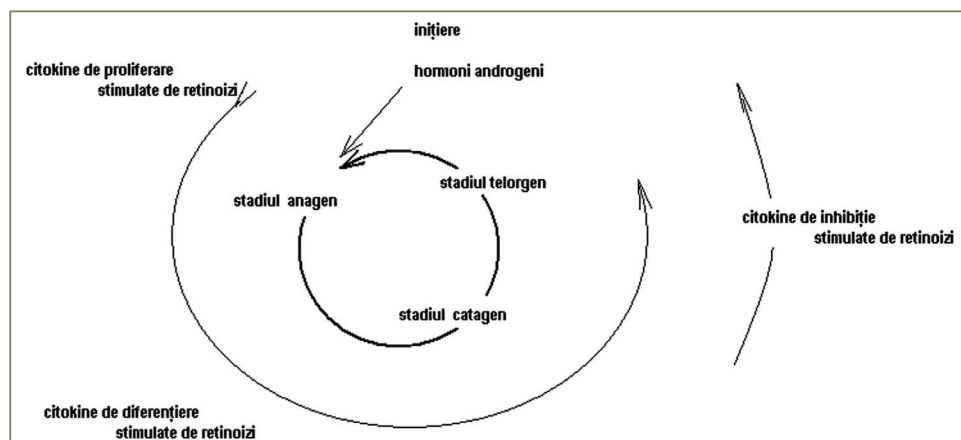 inițiere
hormoni androgeni
citokine de proliferare
stimulate de retinoizi
stadiul telorgen
stadiul anagen
citokine de inhibiție
stimulate de retinoizi
stadiul catagen
citokine de diferențiere
stimulate de retinoizi